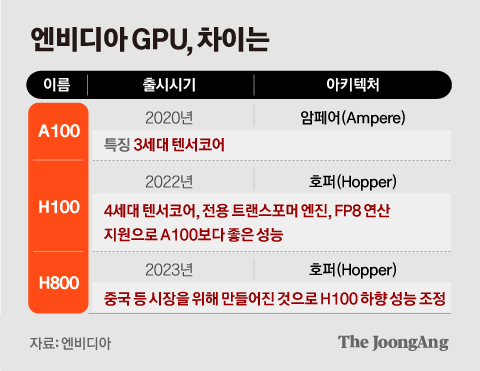 엔비디아 GPU, 차이는
이름 출시시기 아키텍처
A100 2020년 암페어(Ampere)
특징 3세대 텐서코어
H100 2022년 호퍼(Hopper)
4세대 텐서코어, 전용 트랜스포머 엔진, FP8 연산
지원으로 A100보다 좋은 성능
H800 2023년 호퍼(Hopper)
중국 등 시장을 위해 만들어진 것으로 H100 하향 성능 조정
자료: 엔비디아 The JoongAng